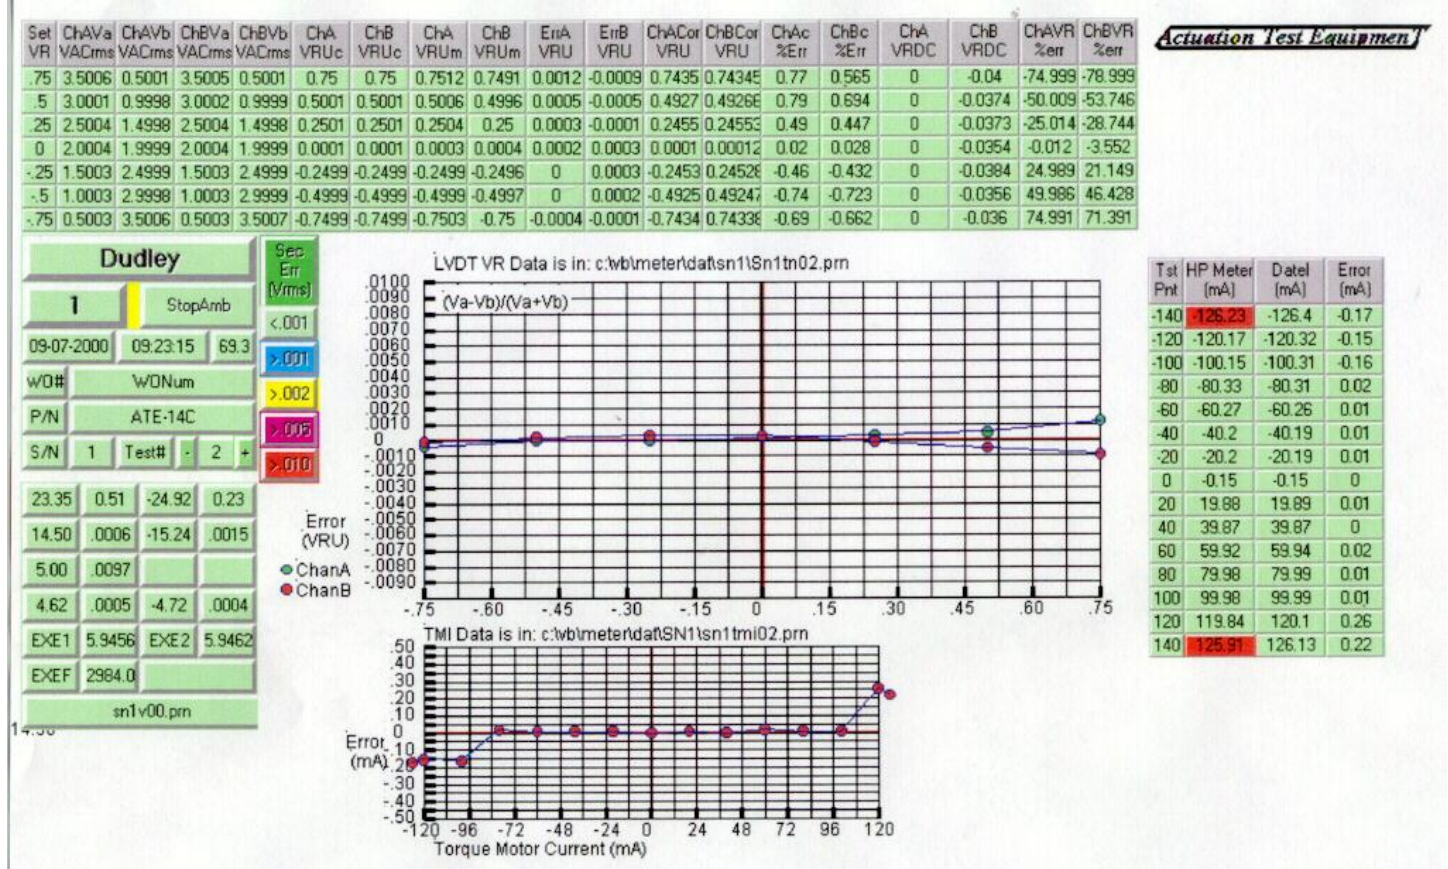 Set ChAVa ChAVb ChBVa ChBVb ChA ChB ChA ChB ErrA ErrB ChACor ChBCor ChAc ChBc ChA ChB ChAVR ChBVR
VR VACrms VACrms VACrms VACrms VRUc VRUc VRUm VRUm VRU VRU VRU VRU %Err %Err VRDC VRDC %err %err
.75 3.5006 0.5001 3.5005 0.5001 0.75 0.75 0.7512 0.7491 0.0012 -0.0009 0.7435 0.74345 0.77 0.565 0 -0.04 -74.999 -78.999
.5 3.0001 0.9998 3.0002 0.9999 0.5001 0.5001 0.5006 0.4996 0.0005 -0.0005 0.4927 0.49266 0.79 0.694 0 -0.0374 -50.009 -53.746
.25 2.5004 1.4998 2.5004 1.4998 0.2501 0.2501 0.2504 0.25 0.0003 -0.0001 0.2455 0.24553 0.49 0.447 0 -0.0373 -25.014 -28.744
0 2.0004 1.9999 2.0004 1.9999 0.0001 0.0001 0.0003 0.0004 0.0002 0.0003 0.0001 0.00012 0.02 0.028 0 -0.0354 -0.012 -3.552
-.25 1.5003 2.4999 1.5003 2.4999 -0.2499 -0.2499 -0.2499 -0.2496 0 0.0003 -0.2453 0.24528 -0.46 -0.432 0 -0.0384 24.989 21.149
-.5 1.0003 2.9998 1.0003 2.9999 -0.4999 -0.4999 -0.4999 -0.4997 0 0.0002 -0.4925 0.49247 -0.74 -0.723 0 -0.0356 49.986 46.428
-.75 0.5003 3.5006 0.5003 3.5007 -0.7499 -0.7499 -0.7503 -0.75 -0.0004 -0.0001 -0.7434 0.74338 -0.69 -0.662 0 -0.036 74.991 71.391
Actuation Test EquipmenT
Dudley
1 StopAmb
09-07-2000 09:23:15 69.3
WO# WONum
P/N ATE-14C
S/N 1 Test# - 2 +
23.35 0.51 -24.92 0.23
14.50 .0006 -15.24 .0015
5.00 .0097
4.62 .0005 -4.72 .0004
EXE1 5.9456 EXE2 5.9462
EXEF 2984.0
sn1v00.prn
Sec
Err
(Vrms)
<.001
>.001
>.002
>.005
>.010
LVDT VR Data is in: c:\vb\meter\dat\sn1\Sn1tn02.prn
(Va-Vb)/(Va+Vb)
.0100
.0090
.0080
.0070
.0060
.0050
.0040
.0030
.0020
.0010
0
-.0010
-.0020
-.0030
-.0040
-.0050
-.0060
-.0070
-.0080
-.0090
Error
(VRU)
ChanA
ChanB
-.75 -.60 -.45 -.30 -.15 0 .15 .30 .45 .60 .75
TMI Data is in: c:\vb\meter\dat\SN1\sn1tmi02.prn
.50
.40
.30
.20
.10
0
-.10
-.20
-.30
-.40
-.50
Error
(mA)
-120 -96 -72 -48 -24 0 24 48 72 96 120
Torque Motor Current (mA)
Tst HP Meter Datel Error
Pnt (mA) (mA) (mA)
-140 -126.23 -126.4 -0.17
-120 -120.17 -120.32 -0.15
-100 -100.15 -100.31 -0.16
-80 -80.33 -80.31 0.02
-60 -60.27 -60.26 0.01
-40 -40.2 -40.19 0.01
-20 -20.2 -20.19 0.01
0 -0.15 -0.15 0
20 19.88 19.89 0.01
40 39.87 39.87 0
60 59.92 59.94 0.02
80 79.98 79.99 0.01
100 99.98 99.99 0.01
120 119.84 120.1 0.26
140 125.91 126.13 0.22